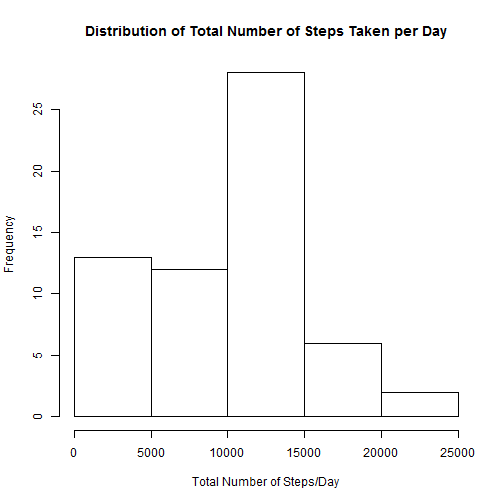 Distribution of Total Number of Steps Taken per Day
Frequency
25
20
15
10
5
0
0 5000 10000 15000 20000 25000
Total Number of Steps/Day